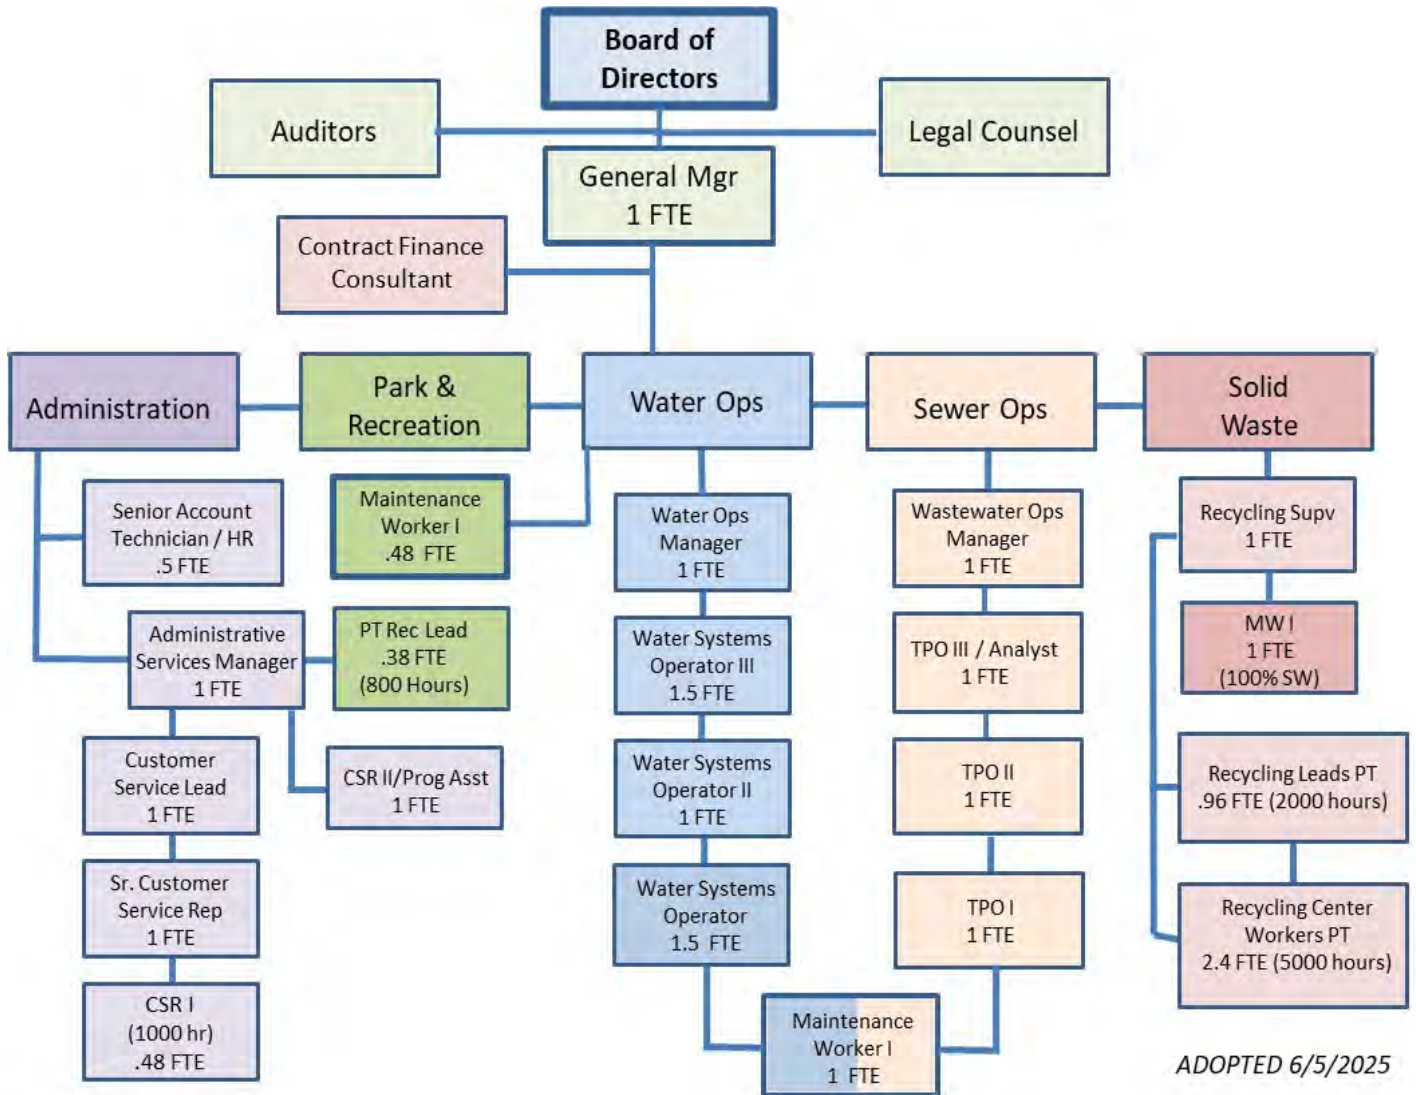 Board of
Directors
Auditors
Legal Counsel
General Mgr
1 FTE
Contract Finance
Consultant
Administration
Park &
Recreation
Water Ops
Sewer Ops
Solid
Waste
Senior Account
Technician / HR
.5 FTE
Administrative
Services Manager
1 FTE
Customer
Service Lead
1 FTE
Sr. Customer
Service Rep
1 FTE
CSR I
(1000 hr)
.48 FTE
CSR II/Prog Asst
1 FTE
Maintenance
Worker I
.48 FTE
PT Rec Lead
.38 FTE
(800 Hours)
Water Ops
Manager
1 FTE
Water Systems
Operator III
1.5 FTE
Water Systems
Operator II
1 FTE
Water Systems
Operator
1.5 FTE
Wastewater Ops
Manager
1 FTE
TPO III / Analyst
1 FTE
TPO II
1 FTE
TPO I
1 FTE
Maintenance
Worker I
1 FTE
Recycling Supv
1 FTE
MW I
1 FTE
(100% SW)
Recycling Leads PT
.96 FTE (2000 hours)
Recycling Center
Workers PT
2.4 FTE (5000 hours)
ADOPTED 6/5/2025